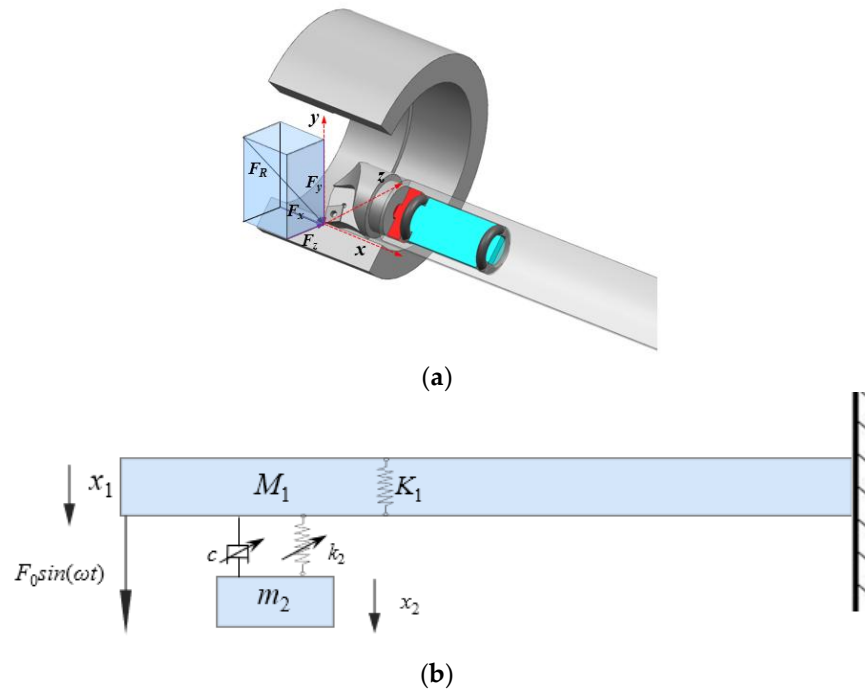 y
F_R
F_y
z
F_x
F_z
x
(a)
x_1
M_1
K_1
F_0sin(ωt)
c
k_2
m_2
x_2
(b)